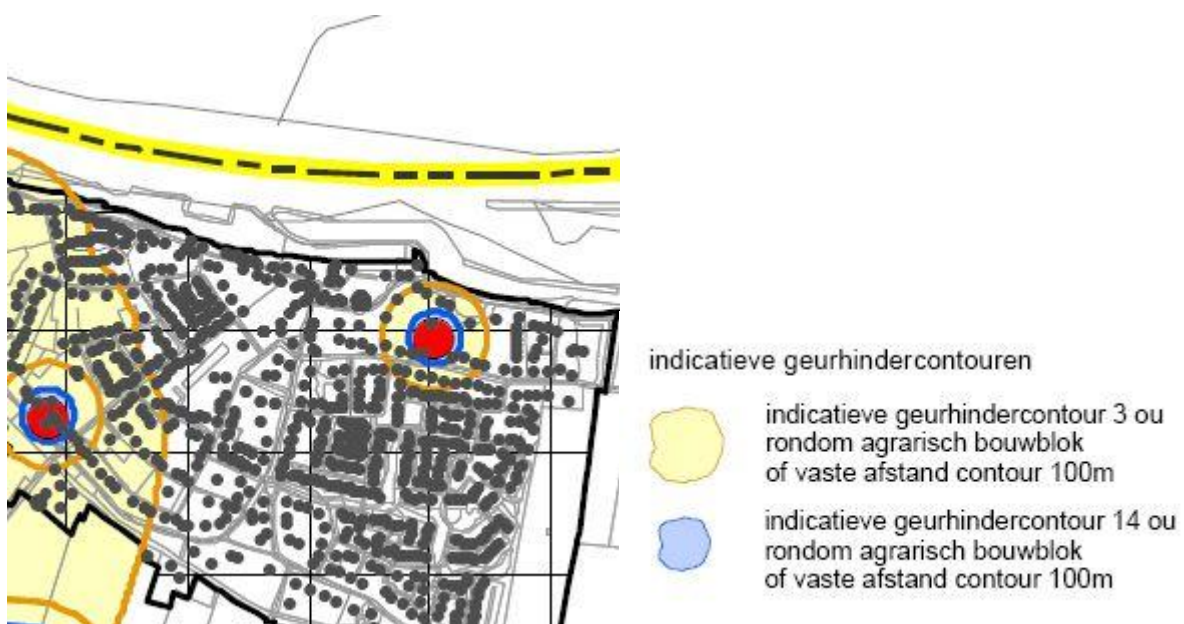 indicatieve geurhindercontouren
indicatieve geurhindercontour 3 ou
rondom agrarisch bouwblok
of vaste afstand contour 100m
indicatieve geurhindercontour 14 ou
rondom agrarisch bouwblok
of vaste afstand contour 100m